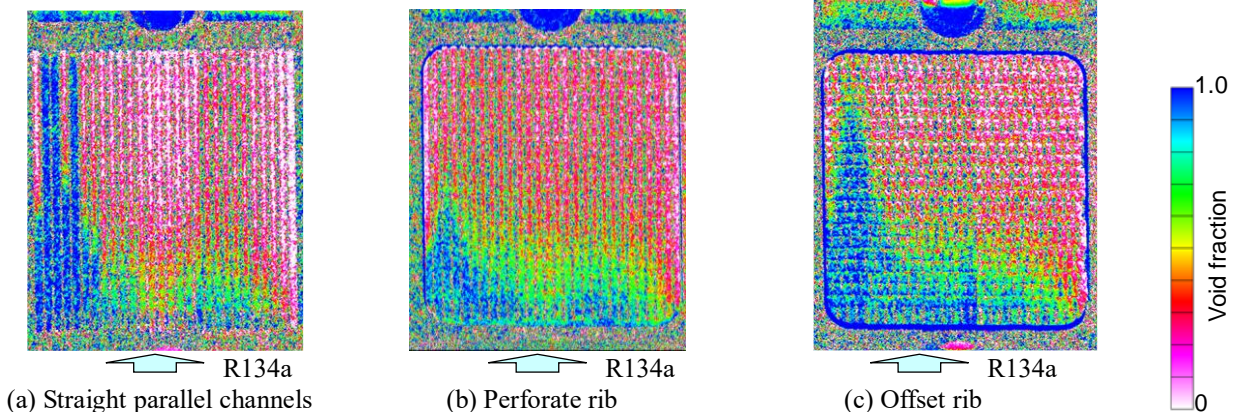 1.0
Void fraction
0
R134a
R134a
R134a
(a) Straight parallel channels
(b) Perforate rib
(c) Offset rib